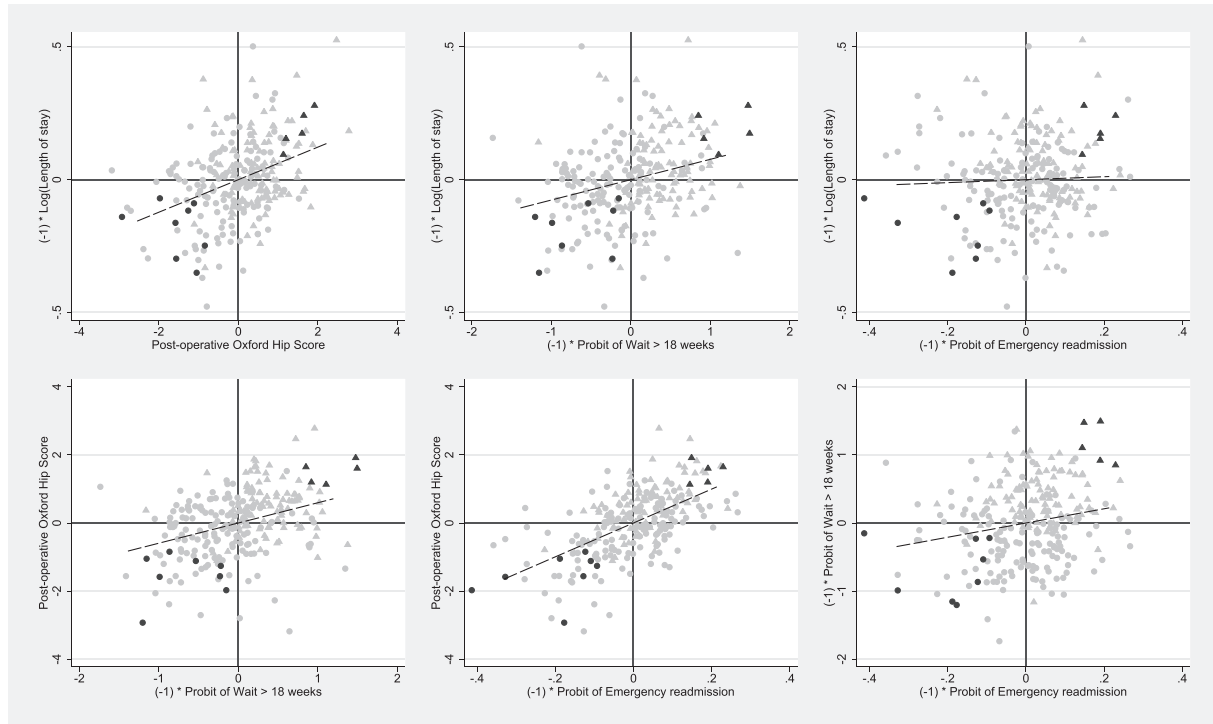 (-1) * Log(Length of stay)
.5
0
-.5
-4 -2 0 2 4
Post-operative Oxford Hip Score
(-1) * Log(Length of stay)
.5
0
-.5
-2 -1 0 1 2
(-1) * Probit of Wait > 18 weeks
(-1) * Log(Length of stay)
.5
0
-.5
-.4 -.2 0 .2 .4
(-1) * Probit of Emergency readmission
Post-operative Oxford Hip Score
4
2
0
-2
-4
-2 -1 0 1 2
(-1) * Probit of Wait > 18 weeks
Post-operative Oxford Hip Score
4
2
0
-2
-4
-.4 -.2 0 .2 .4
(-1) * Probit of Emergency readmission
(-1) * Probit of Wait > 18 weeks
2
1
0
-1
-2
-.4 -.2 0 .2 .4
(-1) * Probit of Emergency readmission